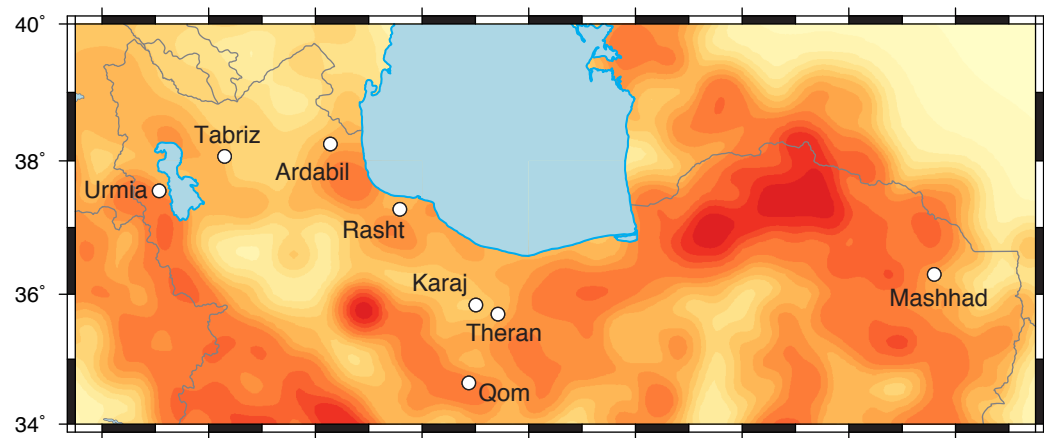 40°
Tabriz
38°
Ardabil
Urmia
Rasht
Karaj
36°
Mashhad
Theran
Qom
34°